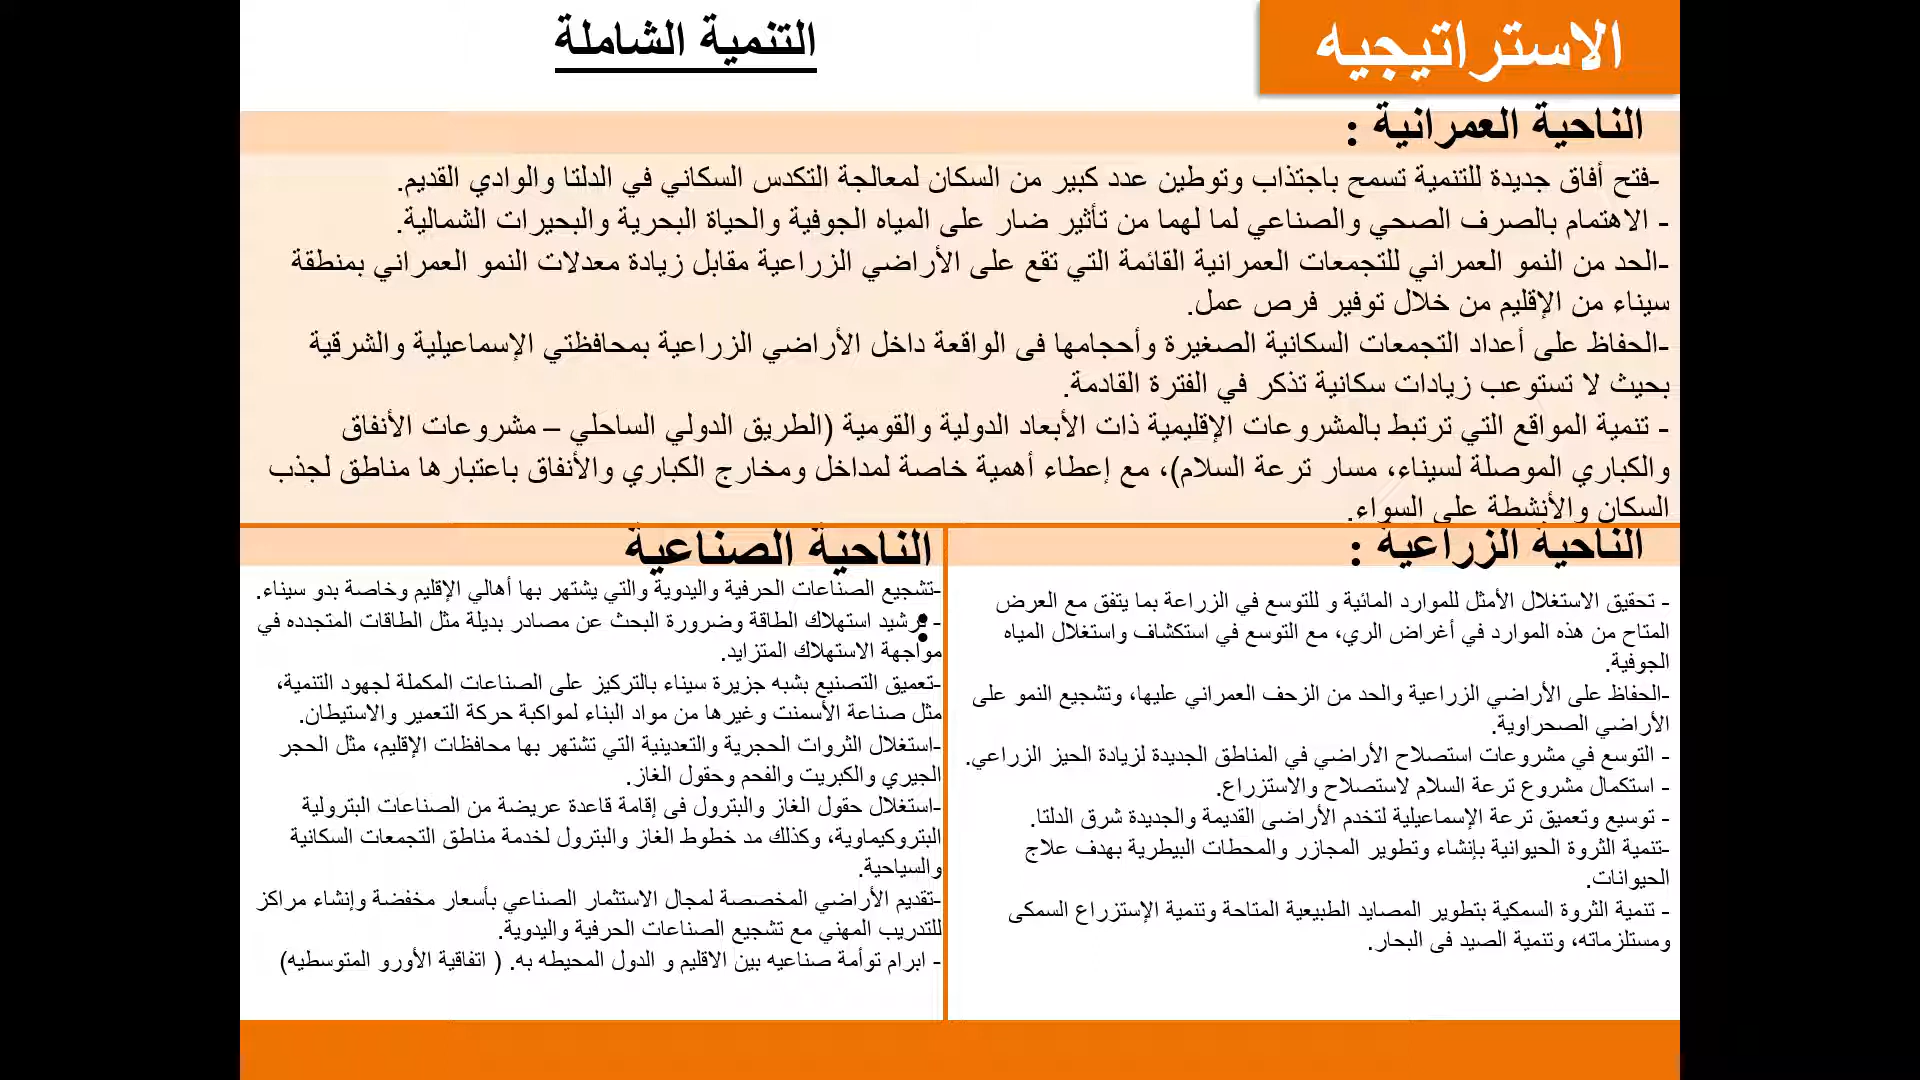 الاستراتيجيه
التنمية الشاملة
الناحية العمرانية :
-فتح أفاق جديدة للتنمية تسمح باجتذاب وتوطين عدد كبير من السكان لمعالجة التكدس السكاني في الدلتا والوادي القديم.
- الاهتمام بالصرف الصحي والصناعي لما لهما من تأثير ضار على المياه الجوفية والحياة البحرية والبحيرات الشمالية.
-الحد من النمو العمراني للتجمعات العمرانية القائمة التي تقع على الأراضي الزراعية مقابل زيادة معدلات النمو العمراني بمنطقة
سيناء من الإقليم من خلال توفير فرص عمل.
-الحفاظ على أعداد التجمعات السكانية الصغيرة وأحجامها فى الواقعة داخل الأراضي الزراعية بمحافظتي الإسماعيلية والشرقية
بحيث لا تستوعب زيادات سكانية تذكر في الفترة القادمة.
- تنمية المواقع التي ترتبط بالمشروعات الإقليمية ذات الأبعاد الدولية والقومية (الطريق الدولي الساحلي – مشروعات الأنفاق
والكباري الموصلة لسيناء، مسار ترعة السلام)، مع إعطاء أهمية خاصة لمداخل ومخارج الكباري والأنفاق باعتبارها مناطق لجذب
السكان والأنشطة على السواء.
الناحية الزراعية :
- تحقيق الاستغلال الأمثل للموارد المائية و للتوسع في الزراعة بما يتفق مع العرض
المتاح من هذه الموارد في أغراض الري، مع التوسع في استكشاف واستغلال المياه
الجوفية.
-الحفاظ على الأراضي الزراعية والحد من الزحف العمراني عليها، وتشجيع النمو على
الأراضي الصحراوية.
- التوسع في مشروعات استصلاح الأراضي في المناطق الجديدة لزيادة الحيز الزراعي.
- استكمال مشروع ترعة السلام لاستصلاح والاستزراع.
- توسيع وتعميق ترعة الإسماعيلية لتخدم الأراضى القديمة والجديدة شرق الدلتا.
-تنمية الثروة الحيوانية بإنشاء وتطوير المجازر والمحطات البيطرية بهدف علاج
الحيوانات.
- تنمية الثروة السمكية بتطوير المصايد الطبيعية المتاحة وتنمية الإستزراع السمكى
ومستلزماته، وتنمية الصيد فى البحار.
الناحية الصناعية
:
-تشجيع الصناعات الحرفية واليدوية والتي يشتهر بها أهالي الإقليم وخاصة بدو سيناء.
- ترشيد استهلاك الطاقة وضرورة البحث عن مصادر بديلة مثل الطاقات المتجدده في
مواجهة الاستهلاك المتزايد.
-تعميق التصنيع بشبه جزيرة سيناء بالتركيز على الصناعات المكملة لجهود التنمية،
مثل صناعة الأسمنت وغيرها من مواد البناء لمواكبة حركة التعمير والاستيطان.
-استغلال الثروات الحجرية والتعدينية التي تشتهر بها محافظات الإقليم، مثل الحجر
الجيري والكبريت والفحم وحقول الغاز.
-استغلال حقول الغاز والبترول فى إقامة قاعدة عريضة من الصناعات البترولية
البتروكيماوية، وكذلك مد خطوط الغاز والبترول لخدمة مناطق التجمعات السكانية
والسياحية.
-تقديم الأراضي المخصصة لمجال الاستثمار الصناعي بأسعار مخفضة وإنشاء مراكز
للتدريب المهني مع تشجيع الصناعات الحرفية واليدوية.
- ابرام توأمة صناعيه بين الاقليم و الدول المحيطه به. ( اتفاقية الأورو المتوسطيه)